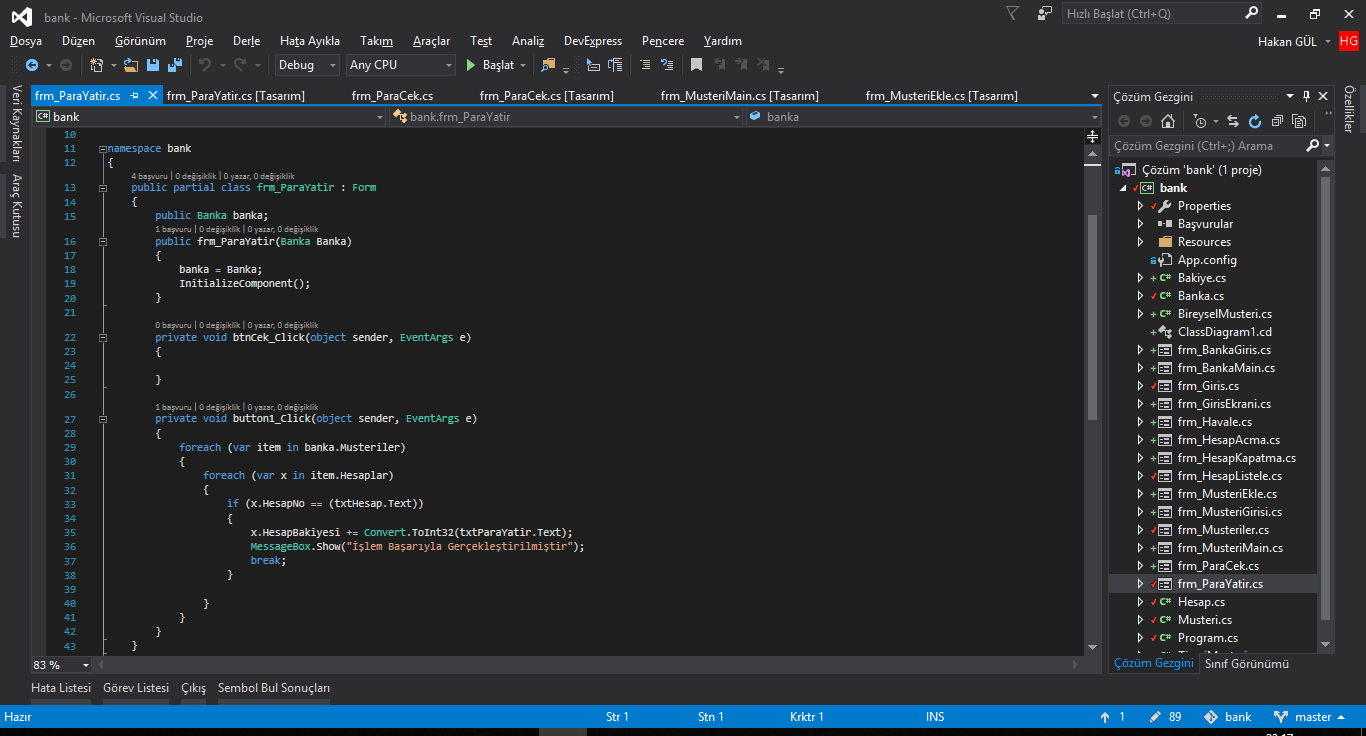 bank - Microsoft Visual Studio
Hızlı Başlat (Ctrl+Q)
Dosya Düzen Görünüm Proje Derle Hata Ayıkla Takım Araçlar Test Analiz DevExpress Pencere Yardım
Hakan GÜL HG
Debug Any CPU Başlat
Veri Kaynakları
Araç Kutusu
frm_ParaYatir.cs frm_ParaYatir.cs [Tasarım] frm_ParaCek.cs frm_ParaCek.cs [Tasarım] frm_MusteriMain.cs [Tasarım] frm_MusteriEkle.cs [Tasarım]
C# bank bank.frm_ParaYatir banka
10
11 namespace bank
12 {
4 başvuru | 0 değişiklik | 0 yazar, 0 değişiklik
13 public partial class frm_ParaYatir : Form
14 {
15 public Banka banka;
1 başvuru | 0 değişiklik | 0 yazar, 0 değişiklik
16 public frm_ParaYatir(Banka Banka)
17 {
18 banka = Banka;
19 InitializeComponent();
20 }
21
0 başvuru | 0 değişiklik | 0 yazar, 0 değişiklik
22 private void btnCek_Click(object sender, EventArgs e)
23 {
24
25 }
26
1 başvuru | 0 değişiklik | 0 yazar, 0 değişiklik
27 private void button1_Click(object sender, EventArgs e)
28 {
29 foreach (var item in banka.Musteriler)
30 {
31 foreach (var x in item.Hesaplar)
32 {
33 if (x.HesapNo == (txtHesap.Text))
34 {
35 x.HesapBakiyesi += Convert.ToInt32(txtParaYatir.Text);
36 MessageBox.Show("İşlem Başarıyla Gerçekleştirilmiştir");
37 break;
38 }
39
40 }
41 }
42 }
43 }
83 %
Çözüm Gezgini
Özellikler
Çözüm Gezgini (Ctrl+;) Arama
Çözüm 'bank' (1 proje)
C# bank
Properties
Başvurular
Resources
App.config
C# Bakiye.cs
C# Banka.cs
C# BireyselMusteri.cs
ClassDiagram1.cd
frm_BankaGiris.cs
frm_BankaMain.cs
frm_Giris.cs
frm_GirisEkrani.cs
frm_Havale.cs
frm_HesapAcma.cs
frm_HesapKapatma.cs
frm_HesapListele.cs
frm_MusteriEkle.cs
frm_MusteriGirisi.cs
frm_Musteriler.cs
frm_MusteriMain.cs
frm_ParaCek.cs
frm_ParaYatir.cs
C# Hesap.cs
C# Musteri.cs
C# Program.cs
Çözüm Gezgini Sınıf Görünümü
Hata Listesi Görev Listesi Çıkış Sembol Bul Sonuçları
Hazır Str 1 Stn 1 Krktr 1 INS 1 89 bank master